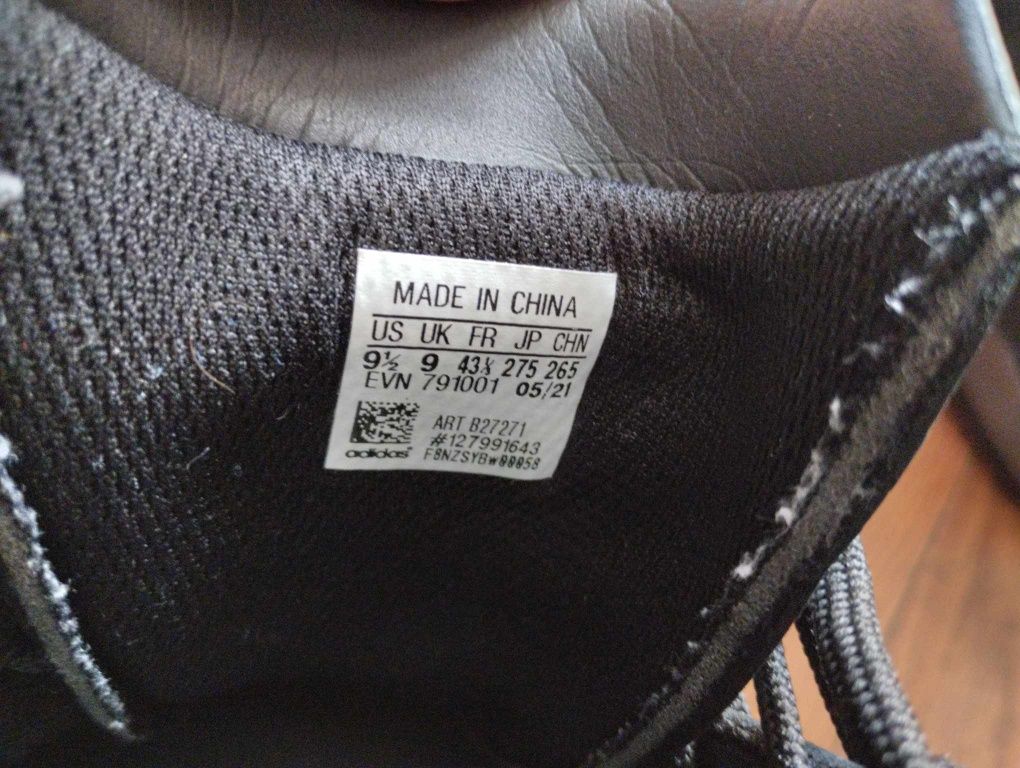 MADE IN CHINA
US UK FR JP CHN
9½ 9 43⅓ 275 265
EVN 791001 05/21
ART B27271
#127991643
adidas